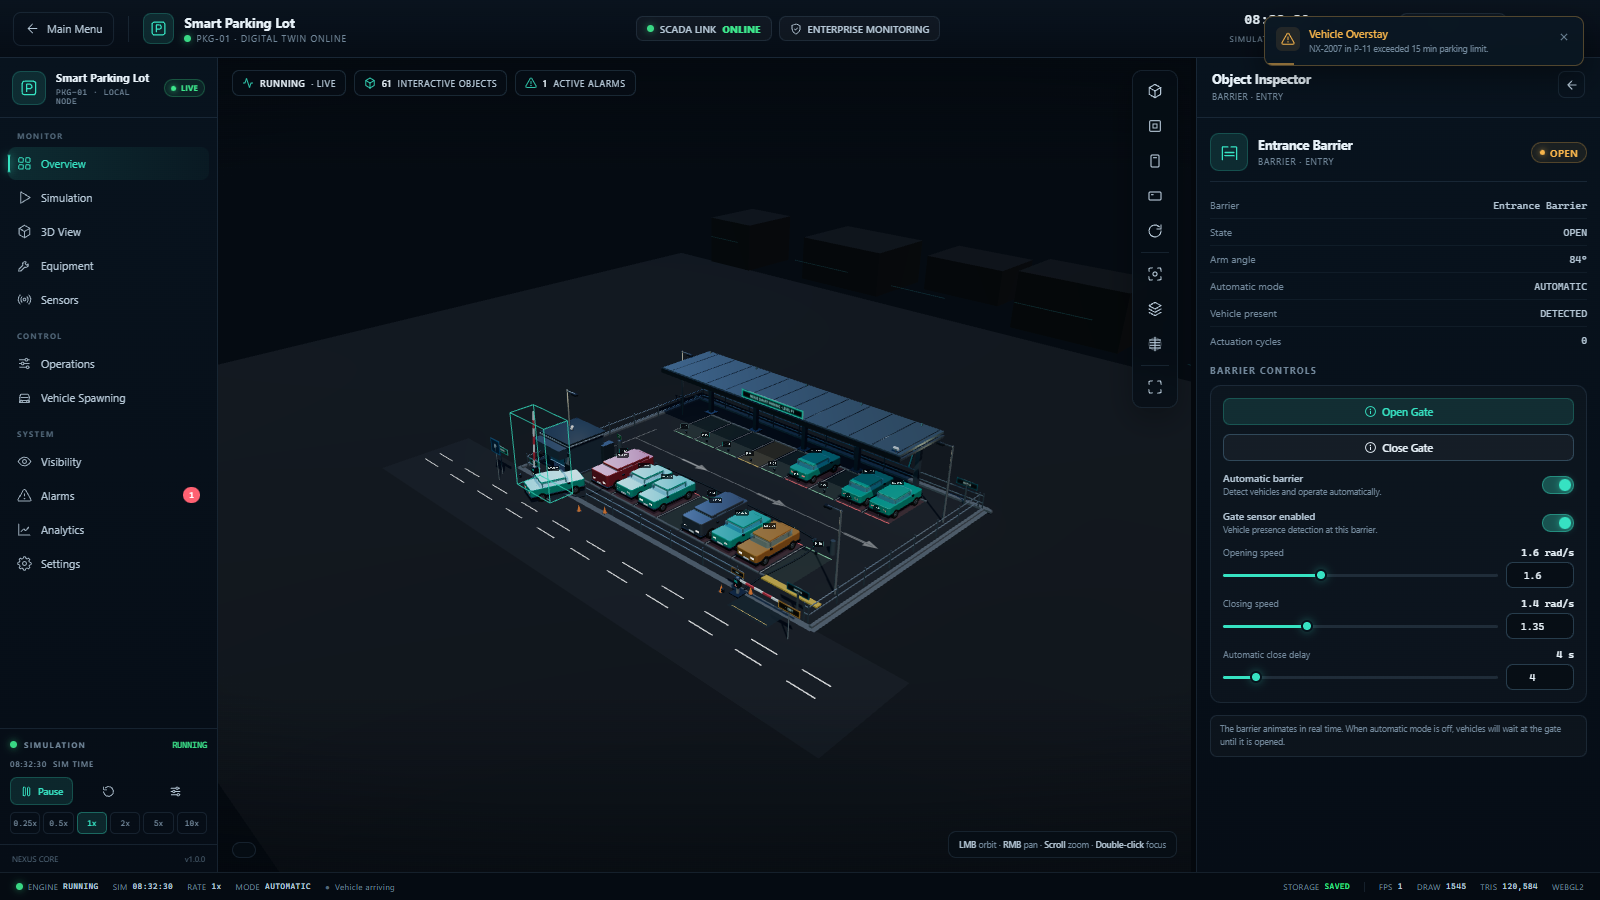 Main Menu
Smart Parking Lot
PKG-01 · DIGITAL TWIN ONLINE
SCADA LINK ONLINE
ENTERPRISE MONITORING
Vehicle Overstay
NX-2007 in P-11 exceeded 15 min parking limit.
Smart Parking Lot
PKG-01 · LOCAL NODE
LIVE
MONITOR
Overview
Simulation
3D View
Equipment
Sensors
CONTROL
Operations
Vehicle Spawning
SYSTEM
Visibility
Alarms
1
Analytics
Settings
SIMULATION
RUNNING
08:32:30 SIM TIME
Pause
0.25x
0.5x
1x
2x
5x
10x
NEXUS CORE
v1.0.0
RUNNING · LIVE
61 INTERACTIVE OBJECTS
1 ACTIVE ALARMS
LMB orbit · RMB pan · Scroll zoom · Double-click focus
Object Inspector
BARRIER · ENTRY
Entrance Barrier
BARRIER · ENTRY
OPEN
Barrier
Entrance Barrier
State
OPEN
Arm angle
84°
Automatic mode
AUTOMATIC
Vehicle present
DETECTED
Actuation cycles
0
BARRIER CONTROLS
Open Gate
Close Gate
Automatic barrier
Detect vehicles and operate automatically.
Gate sensor enabled
Vehicle presence detection at this barrier.
Opening speed
1.6 rad/s
1.6
Closing speed
1.4 rad/s
1.35
Automatic close delay
4 s
4
The barrier animates in real time. When automatic mode is off, vehicles will wait at the gate
until it is opened.
ENGINE RUNNING
SIM 08:32:30
RATE 1x
MODE AUTOMATIC
Vehicle arriving
STORAGE SAVED
FPS 1
DRAW 1545
TRIS 120,584
WEBGL2